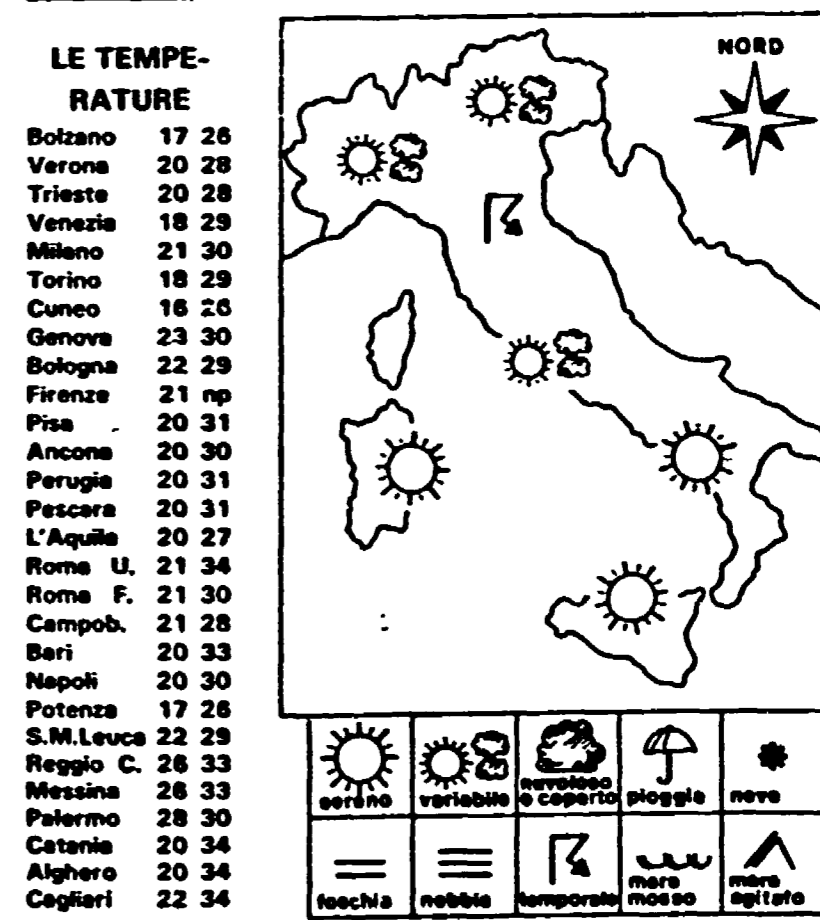 LE TEMPE-
RATURE
Bolzano 17 26
Verona 20 28
Trieste 20 28
Venezia 18 29
Milano 21 30
Torino 18 29
Cuneo 16 26
Genova 23 30
Bologna 22 29
Firenze 21 np
Pisa 20 31
Ancona 20 30
Perugia 20 31
Pescara 20 31
L'Aquila 20 27
Roma U. 21 34
Roma F. 21 30
Campob. 21 28
Bari 20 33
Napoli 20 30
Potenza 17 26
S.M.Leuca 22 29
Reggio C. 26 33
Messina 26 33
Palermo 28 30
Catania 20 34
Alghero 20 34
Cagliari 22 34
NORD
sereno
variabile
nuvoloso
o coperto
pioggia
neve
foschia
nebbia
temporale
mare
mosso
mare
agitato